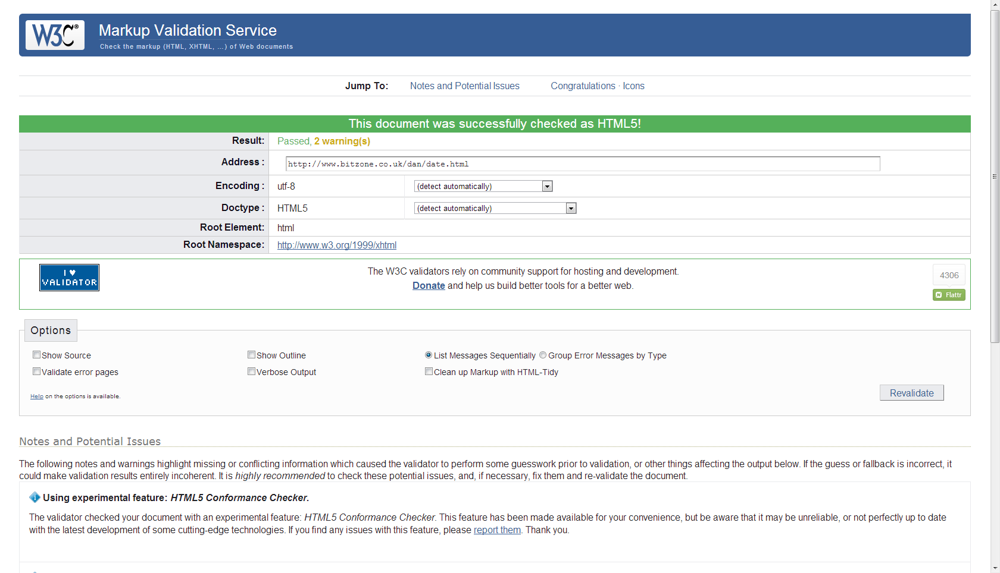 W3C®
Markup Validation Service
Check the markup (HTML, XHTML, …) of Web documents
Jump To: Notes and Potential Issues Congratulations · Icons
This document was successfully checked as HTML5!
Result: Passed, 2 warning(s)
Address : http://www.bitzone.co.uk/dan/date.html
Encoding : utf-8 (detect automatically)
Doctype : HTML5 (detect automatically)
Root Element: html
Root Namespace: http://www.w3.org/1999/xhtml
I ♥
VALIDATOR
The W3C validators rely on community support for hosting and development.
Donate and help us build better tools for a better web.
4306
Flattr
Options
Show Source Show Outline List Messages Sequentially Group Error Messages by Type
Validate error pages Verbose Output Clean up Markup with HTML-Tidy
Help on the options is available.
Revalidate
Notes and Potential Issues
The following notes and warnings highlight missing or conflicting information which caused the validator to perform some guesswork prior to validation, or other things affecting the output below. If the guess or fallback is incorrect, it
could make validation results entirely incoherent. It is highly recommended to check these potential issues, and, if necessary, fix them and re-validate the document.
Using experimental feature: HTML5 Conformance Checker.
The validator checked your document with an experimental feature: HTML5 Conformance Checker. This feature has been made available for your convenience, but be aware that it may be unreliable, or not perfectly up to date
with the latest development of some cutting-edge technologies. If you find any issues with this feature, please report them. Thank you.